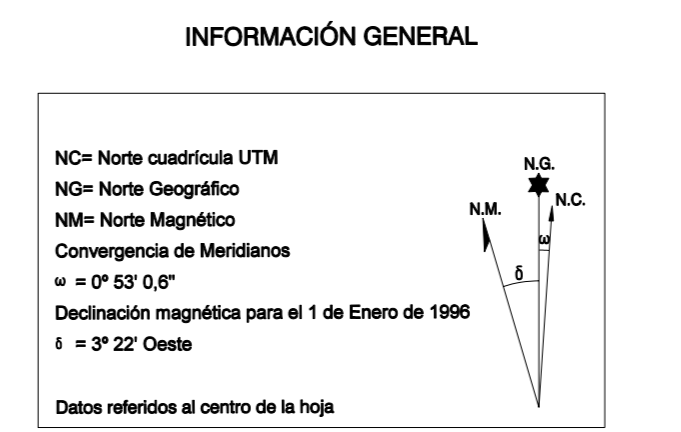 INFORMACIÓN GENERAL
NC= Norte cuadrícula UTM
NG= Norte Geográfico
NM= Norte Magnético
Convergencia de Meridianos
ω = 0º 53' 0,6"
Declinación magnética para el 1 de Enero de 1996
δ = 3º 22' Oeste
Datos referidos al centro de la hoja
N.G.
N.M.
N.C.
ω
δ